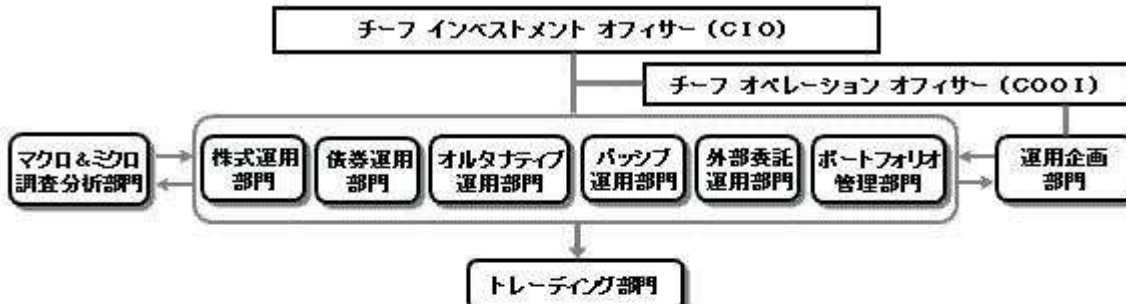 チーフ インベストメント オフィサー (CIO)
チーフ オペレーション オフィサー (COOI)
マクロ&ミクロ
調査分析部門
株式運用
部門
債券運用
部門
オルタナティブ
運用部門
パッシブ
運用部門
外部委託
運用部門
ポートフォリオ
管理部門
運用企画
部門
トレーディング部門